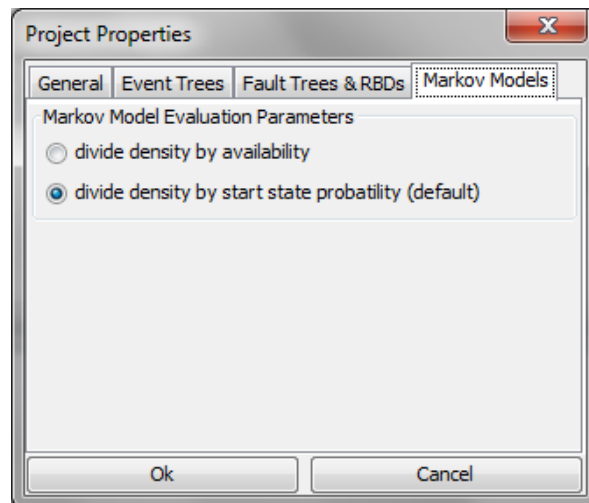 Project Properties
General Event Trees Fault Trees & RBDs Markov Models
Markov Model Evaluation Parameters
divide density by availability
divide density by start state probatility (default)
Ok Cancel